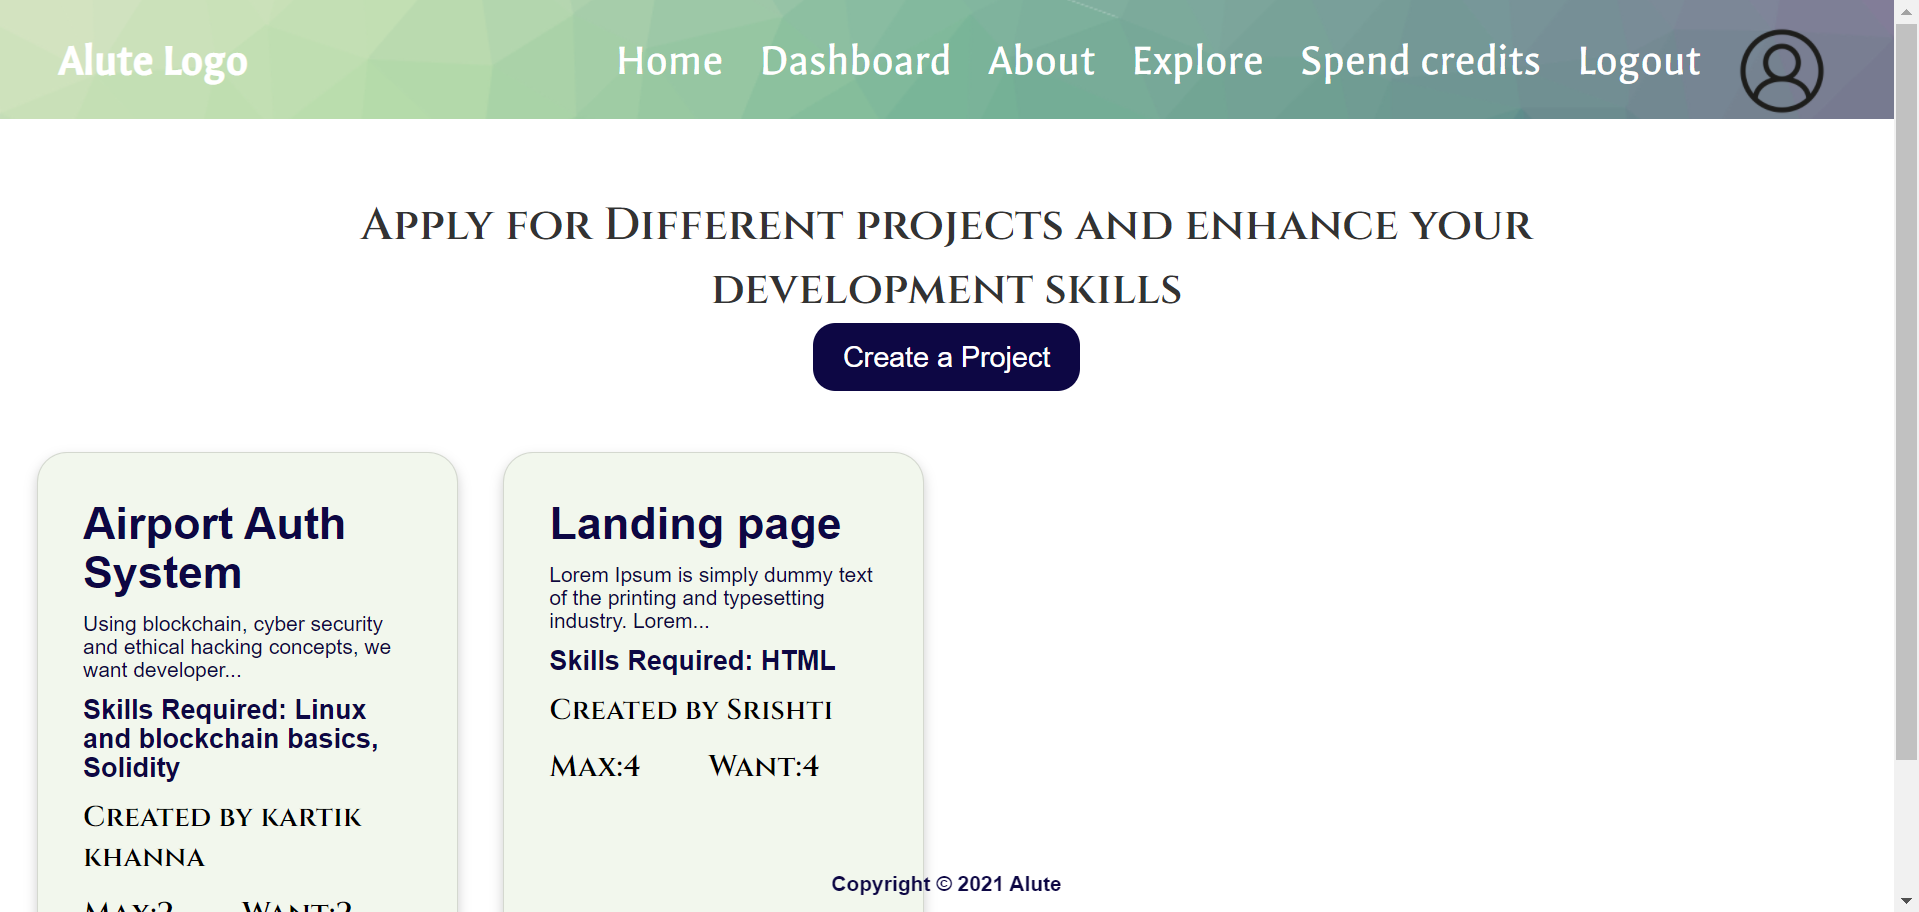 Alute Logo Home Dashboard About Explore Spend credits Logout
Apply for Different projects and enhance your
development skills
Create a Project
Airport Auth
System
Using blockchain, cyber security
and ethical hacking concepts, we
want developer...
Skills Required: Linux
and blockchain basics,
Solidity
Created by kartik
khanna
Landing page
Lorem Ipsum is simply dummy text
of the printing and typesetting
industry. Lorem...
Skills Required: HTML
Created by Srishti
Max:4 Want:4
Copyright © 2021 Alute